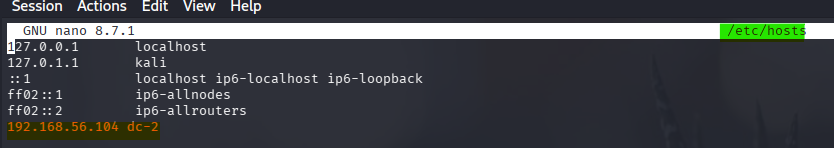 Session Actions Edit View Help
GNU nano 8.7.1 /etc/hosts
127.0.0.1 localhost
127.0.1.1 kali
::1 localhost ip6-localhost ip6-loopback
ff02::1 ip6-allnodes
ff02::2 ip6-allrouters
192.168.56.104 dc-2